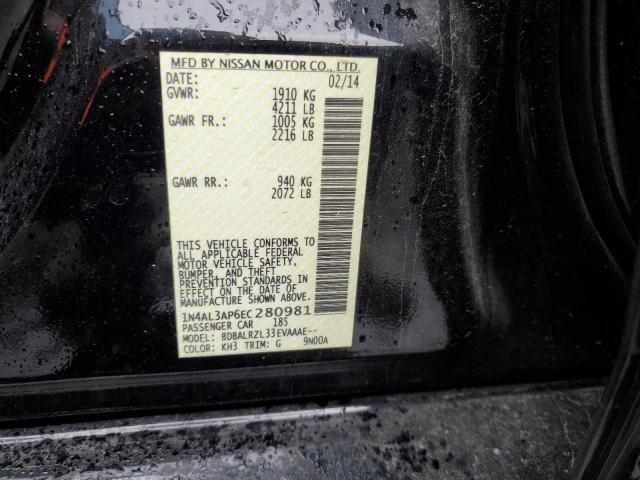 MFD BY NISSAN MOTOR CO., LTD.
DATE: 02/14
GVWR: 1910 KG
4211 LB
GAWR FR.: 1005 KG
2216 LB
GAWR RR.: 940 KG
2072 LB
THIS VEHICLE CONFORMS TO
ALL APPLICABLE FEDERAL
MOTOR VEHICLE SAFETY,
BUMPER, AND THEFT
PREVENTION STANDARDS IN
EFFECT ON THE DATE OF
MANUFACTURE SHOWN ABOVE.
1N4AL3AP6EC280981
PASSENGER CAR 185
MODEL: BDBALRZL33EVAAAE--
COLOR: KH3 TRIM: G 9N00A